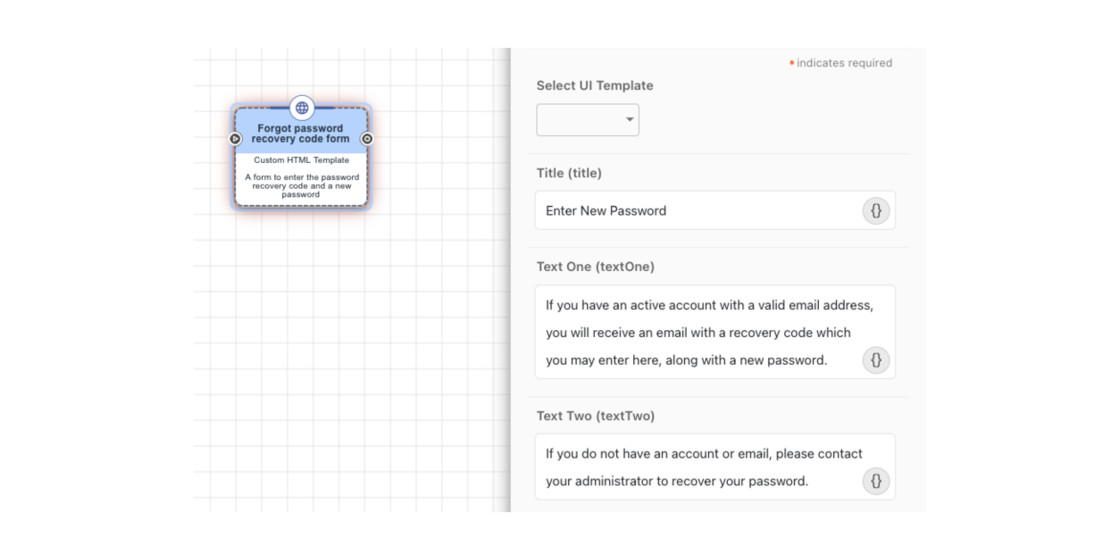 * indicates required
Select UI Template
Forgot password
recovery code form
Custom HTML Template
A form to enter the password
recovery code and a new
password
Title (title)
Enter New Password
{}
Text One (textOne)
If you have an active account with a valid email address,
you will receive an email with a recovery code which
you may enter here, along with a new password.
{}
Text Two (textTwo)
If you do not have an account or email, please contact
your administrator to recover your password.
{}